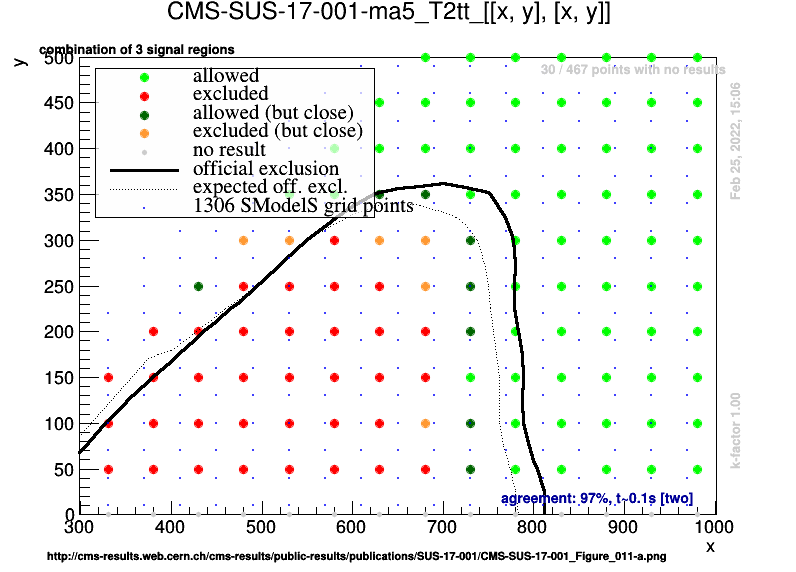 CMS-SUS-17-001-ma5_T2tt_[[x, y], [x, y]]
combination of 3 signal regions
y
500
450
400
350
300
250
200
150
100
50
0
30 / 467 points with no results
allowed
excluded
allowed (but close)
excluded (but close)
no result
official exclusion
expected off. excl.
1306 SModelS grid points
Feb 25, 2022, 15:06
k-factor 1.00
agreement: 97%, t~0.1s [two]
300 400 500 600 700 800 900 1000
x
http://cms-results.web.cern.ch/cms-results/public-results/publications/SUS-17-001/CMS-SUS-17-001_Figure_011-a.png